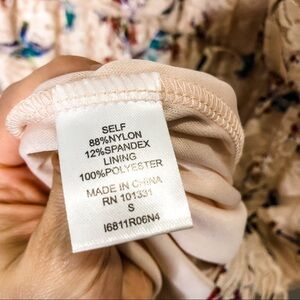 SELF
88%NYLON
12%SPANDEX
LINING
100%POLYESTER
MADE IN CHINA
RN 101331
S
I6811R06N4